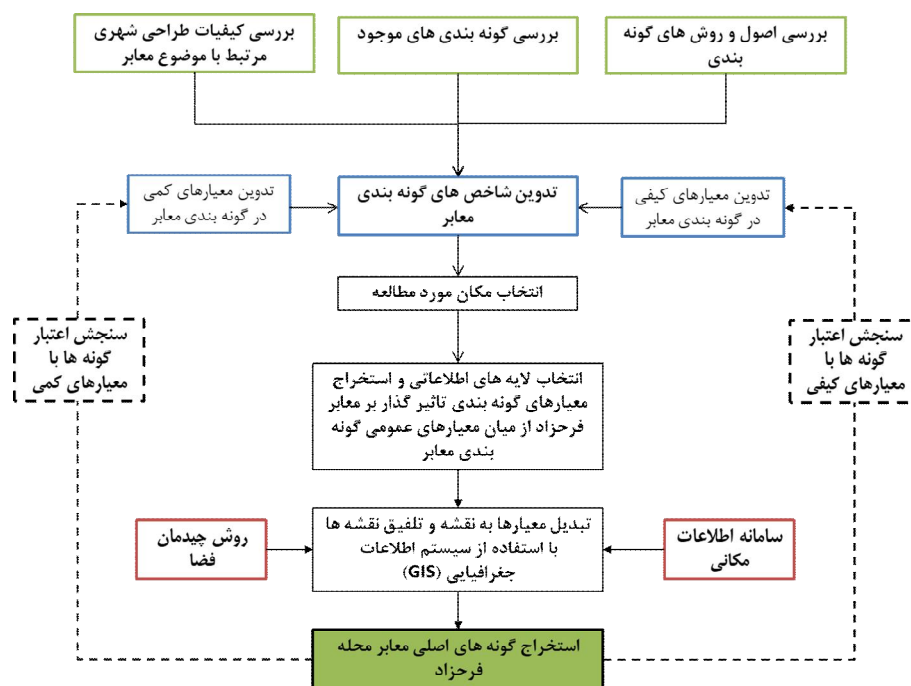 بررسی اصول و روش های گونه
بندی
بررسی گونه بندی های موجود
بررسی کیفیات طراحی شهری
مرتبط با موضوع معابر
تدوین معیارهای کیفی
در گونه بندی معابر
تدوین شاخص های گونه بندی
معابر
تدوین معیارهای کمی
در گونه بندی معابر
انتخاب مکان مورد مطالعه
سنجش اعتبار
گونه ها با
معیارهای کیفی
سنجش اعتبار
گونه ها با
معیارهای کمی
انتخاب لایه های اطلاعاتی و استخراج
معیارهای گونه بندی تاثیر گذار بر معابر
فرحزاد از میان معیارهای عمومی گونه
بندی معابر
سامانه اطلاعات
مکانی
تبدیل معیارها به نقشه و تلفیق نقشه ها
با استفاده از سیستم اطلاعات
جغرافیایی (GIS)
روش چیدمان
فضا
استخراج گونه های اصلی معابر محله
فرحزاد